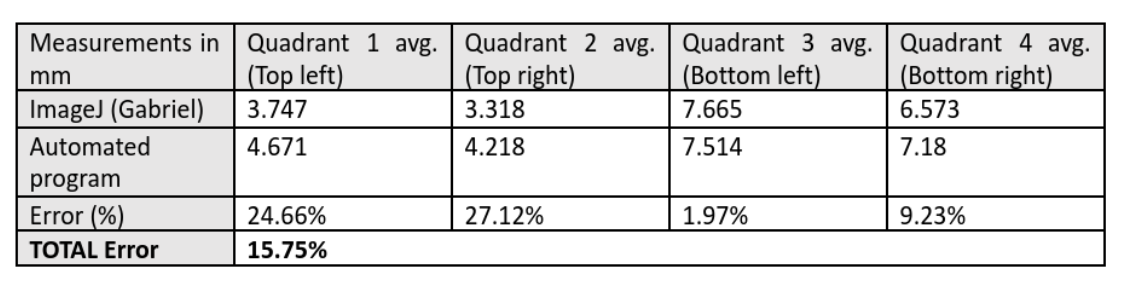 Measurements in mm | Quadrant 1 avg. (Top left) | Quadrant 2 avg. (Top right) | Quadrant 3 avg. (Bottom left) | Quadrant 4 avg. (Bottom right)
ImageJ (Gabriel) | 3.747 | 3.318 | 7.665 | 6.573
Automated program | 4.671 | 4.218 | 7.514 | 7.18
Error (%) | 24.66% | 27.12% | 1.97% | 9.23%
TOTAL Error | 15.75%